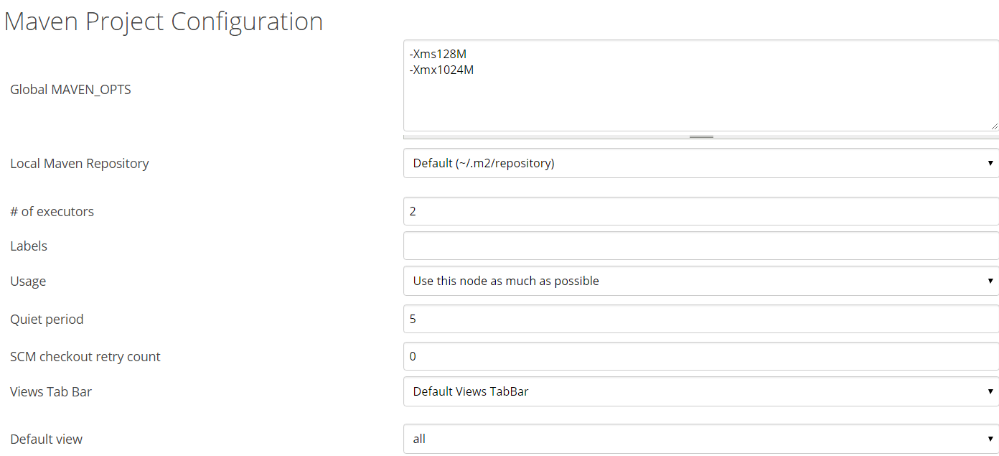 Maven Project Configuration
Global MAVEN_OPTS
-Xms128M
-Xmx1024M
Local Maven Repository
Default (~/.m2/repository)
# of executors
2
Labels
Usage
Use this node as much as possible
Quiet period
5
SCM checkout retry count
0
Views Tab Bar
Default Views TabBar
Default view
all